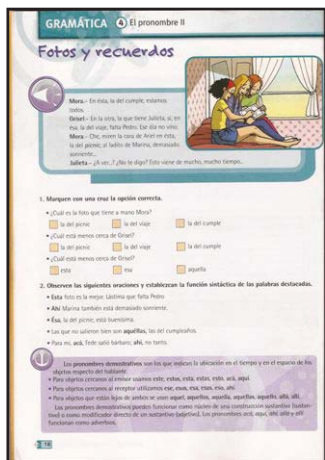 GRAMÁTICA 4 El pronombre II
Fotos y recuerdos
Mora.- En ésta, la del cumple, estamos
todos.
Grisel.- En la otra, la que tiene Julieta, sí, en
ésa, la del viaje, falta Pedro. Ese día no vino.
Mora.- Che, miren la cara de Ariel en ésta,
la del picnic, al ladito de Marina, demasiado
sonriente...
Julieta.- ¿A ver...? ¿No te digo? Esto viene de mucho, mucho tiempo...
1. Marquen con una cruz la opción correcta.
• ¿Cuál es la foto que tiene a mano Mora?
la del picnic la del viaje la del cumple
• ¿Cuál está menos cerca de Grisel?
la del picnic la del viaje la del cumple
• ¿Cuál está menos cerca de Grisel?
esta esa aquella
2. Observen las siguientes oraciones y establezcan la función sintáctica de las palabras destacadas.
• Esta foto es la mejor. Lástima que falta Pedro.
• Ahí Marina también está demasiado sonriente.
• Ésa, la del picnic, está buenísima.
• Las que no salieron bien son aquéllas, las del cumpleaños.
• Para mí, acá, Fede salió bárbaro; ahí, no tanto.
Los pronombres demostrativos son los que indican la ubicación en el tiempo y en el espacio de los
objetos respecto del hablante.
• Para objetos cercanos al emisor usamos este, estos, esta, estas, esto, acá, aquí.
• Para objetos cercanos al receptor utilizamos ese, esos, esa, esas, eso, ahí.
• Para objetos que están lejos de ambos se usan aquel, aquellos, aquella, aquellas, aquello, allá, allí.
Los pronombres demostrativos pueden funcionar como núcleo de una construcción sustantiva (sustan-
tivo) o como modificador directo de un sustantivo (adjetivo). Los pronombres acá, aquí, ahí, allá y allí
funcionan como adverbios.
18